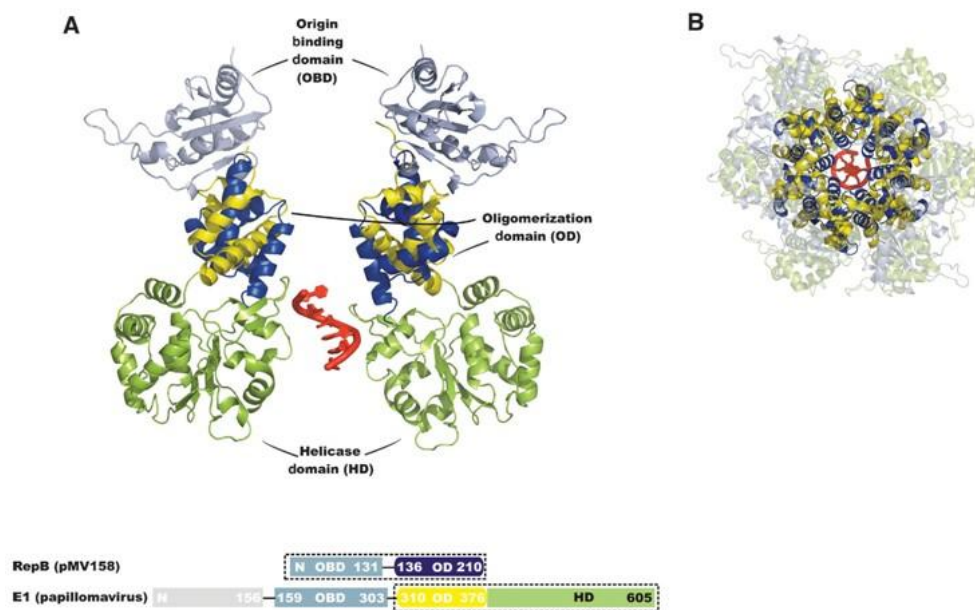 A
B
Origin
binding
domain
(OBD)
Oligomerization
domain (OD)
Helicase
domain (HD)
RepB (pMV158) N OBD 131 136 OD 210
E1 (papillomavirus) N 156 159 OBD 303 310 OD 376 HD 605